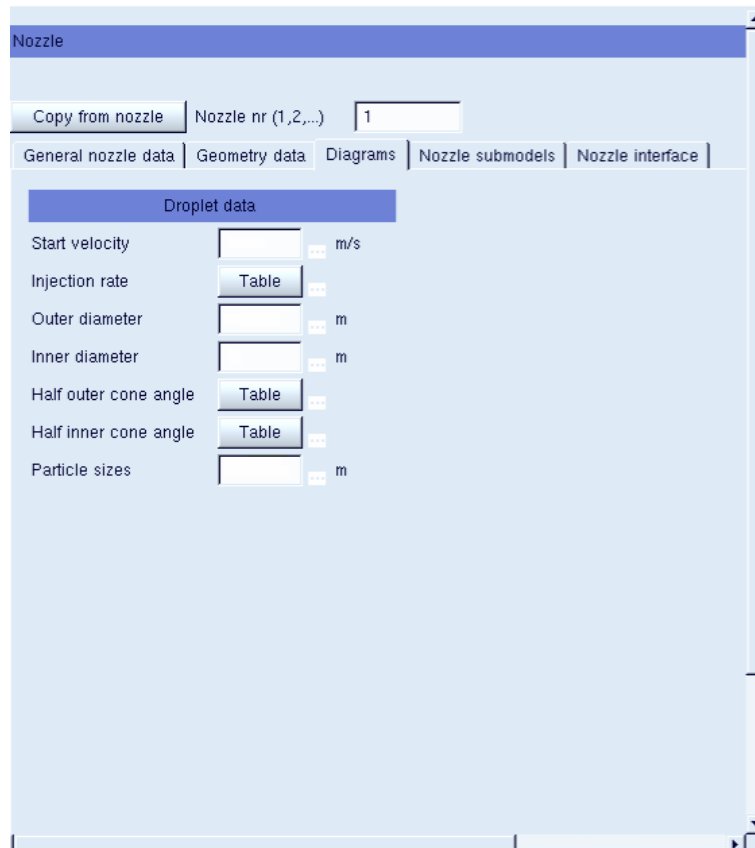 Nozzle
Copy from nozzle Nozzle nr (1,2,...) 1
General nozzle data Geometry data Diagrams Nozzle submodels Nozzle interface
Droplet data
Start velocity ... m/s
Injection rate Table ...
Outer diameter ... m
Inner diameter ... m
Half outer cone angle Table ...
Half inner cone angle Table ...
Particle sizes ... m